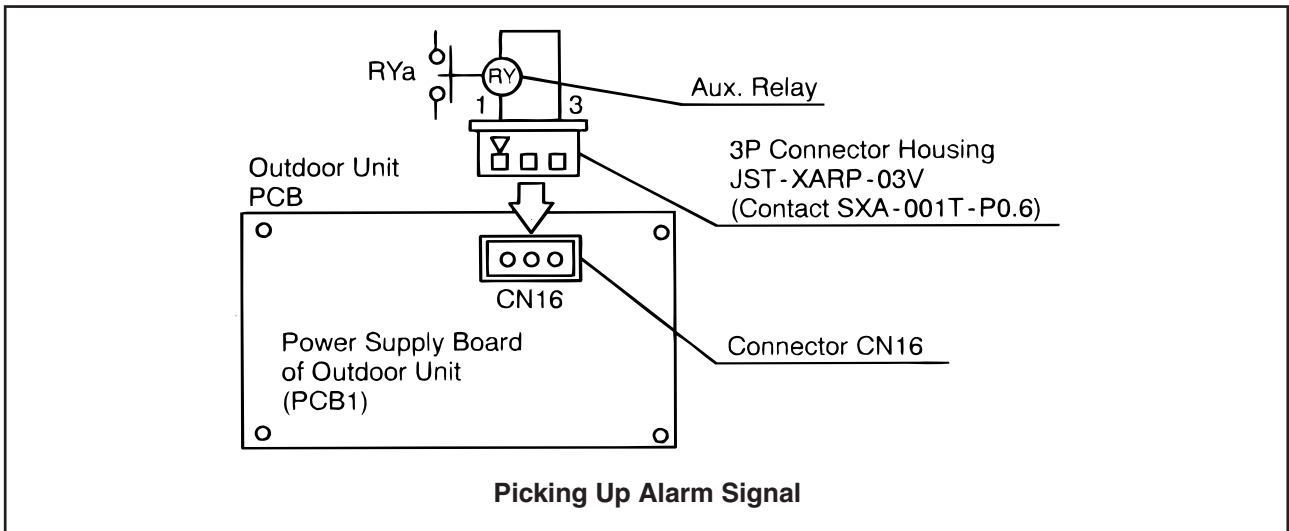 RYa
RY
1 3
Aux. Relay
3P Connector Housing
JST-XARP-03V
(Contact SXA-001T-P0.6)
Outdoor Unit
PCB
CN16
Power Supply Board
of Outdoor Unit
(PCB1)
Connector CN16
Picking Up Alarm Signal